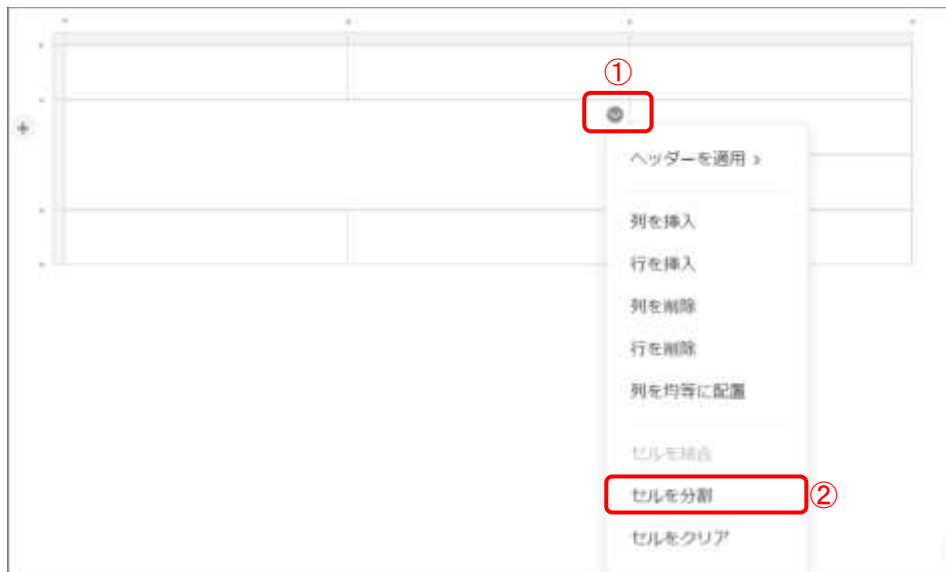 ①
ヘッダーを適用 >
列を挿入
行を挿入
列を削除
行を削除
列を均等に配置
セルを結合
セルを分割 ②
セルをクリア